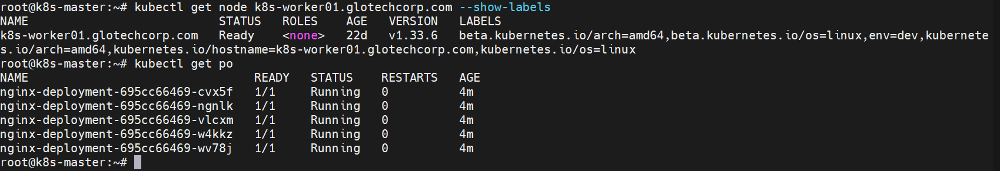 root@k8s-master:~# kubectl get node k8s-worker01.glotechcorp.com --show-labels
NAME                           STATUS   ROLES    AGE   VERSION   LABELS
k8s-worker01.glotechcorp.com   Ready    <none>   22d   v1.33.6   beta.kubernetes.io/arch=amd64,beta.kubernetes.io/os=linux,env=dev,kubernete
s.io/arch=amd64,kubernetes.io/hostname=k8s-worker01.glotechcorp.com,kubernetes.io/os=linux
root@k8s-master:~# kubectl get po
NAME                                READY   STATUS    RESTARTS   AGE
nginx-deployment-695cc66469-cvx5f   1/1     Running   0          4m
nginx-deployment-695cc66469-ngnlk   1/1     Running   0          4m
nginx-deployment-695cc66469-vlcxm   1/1     Running   0          4m
nginx-deployment-695cc66469-w4kkz   1/1     Running   0          4m
nginx-deployment-695cc66469-wv78j   1/1     Running   0          4m
root@k8s-master:~#